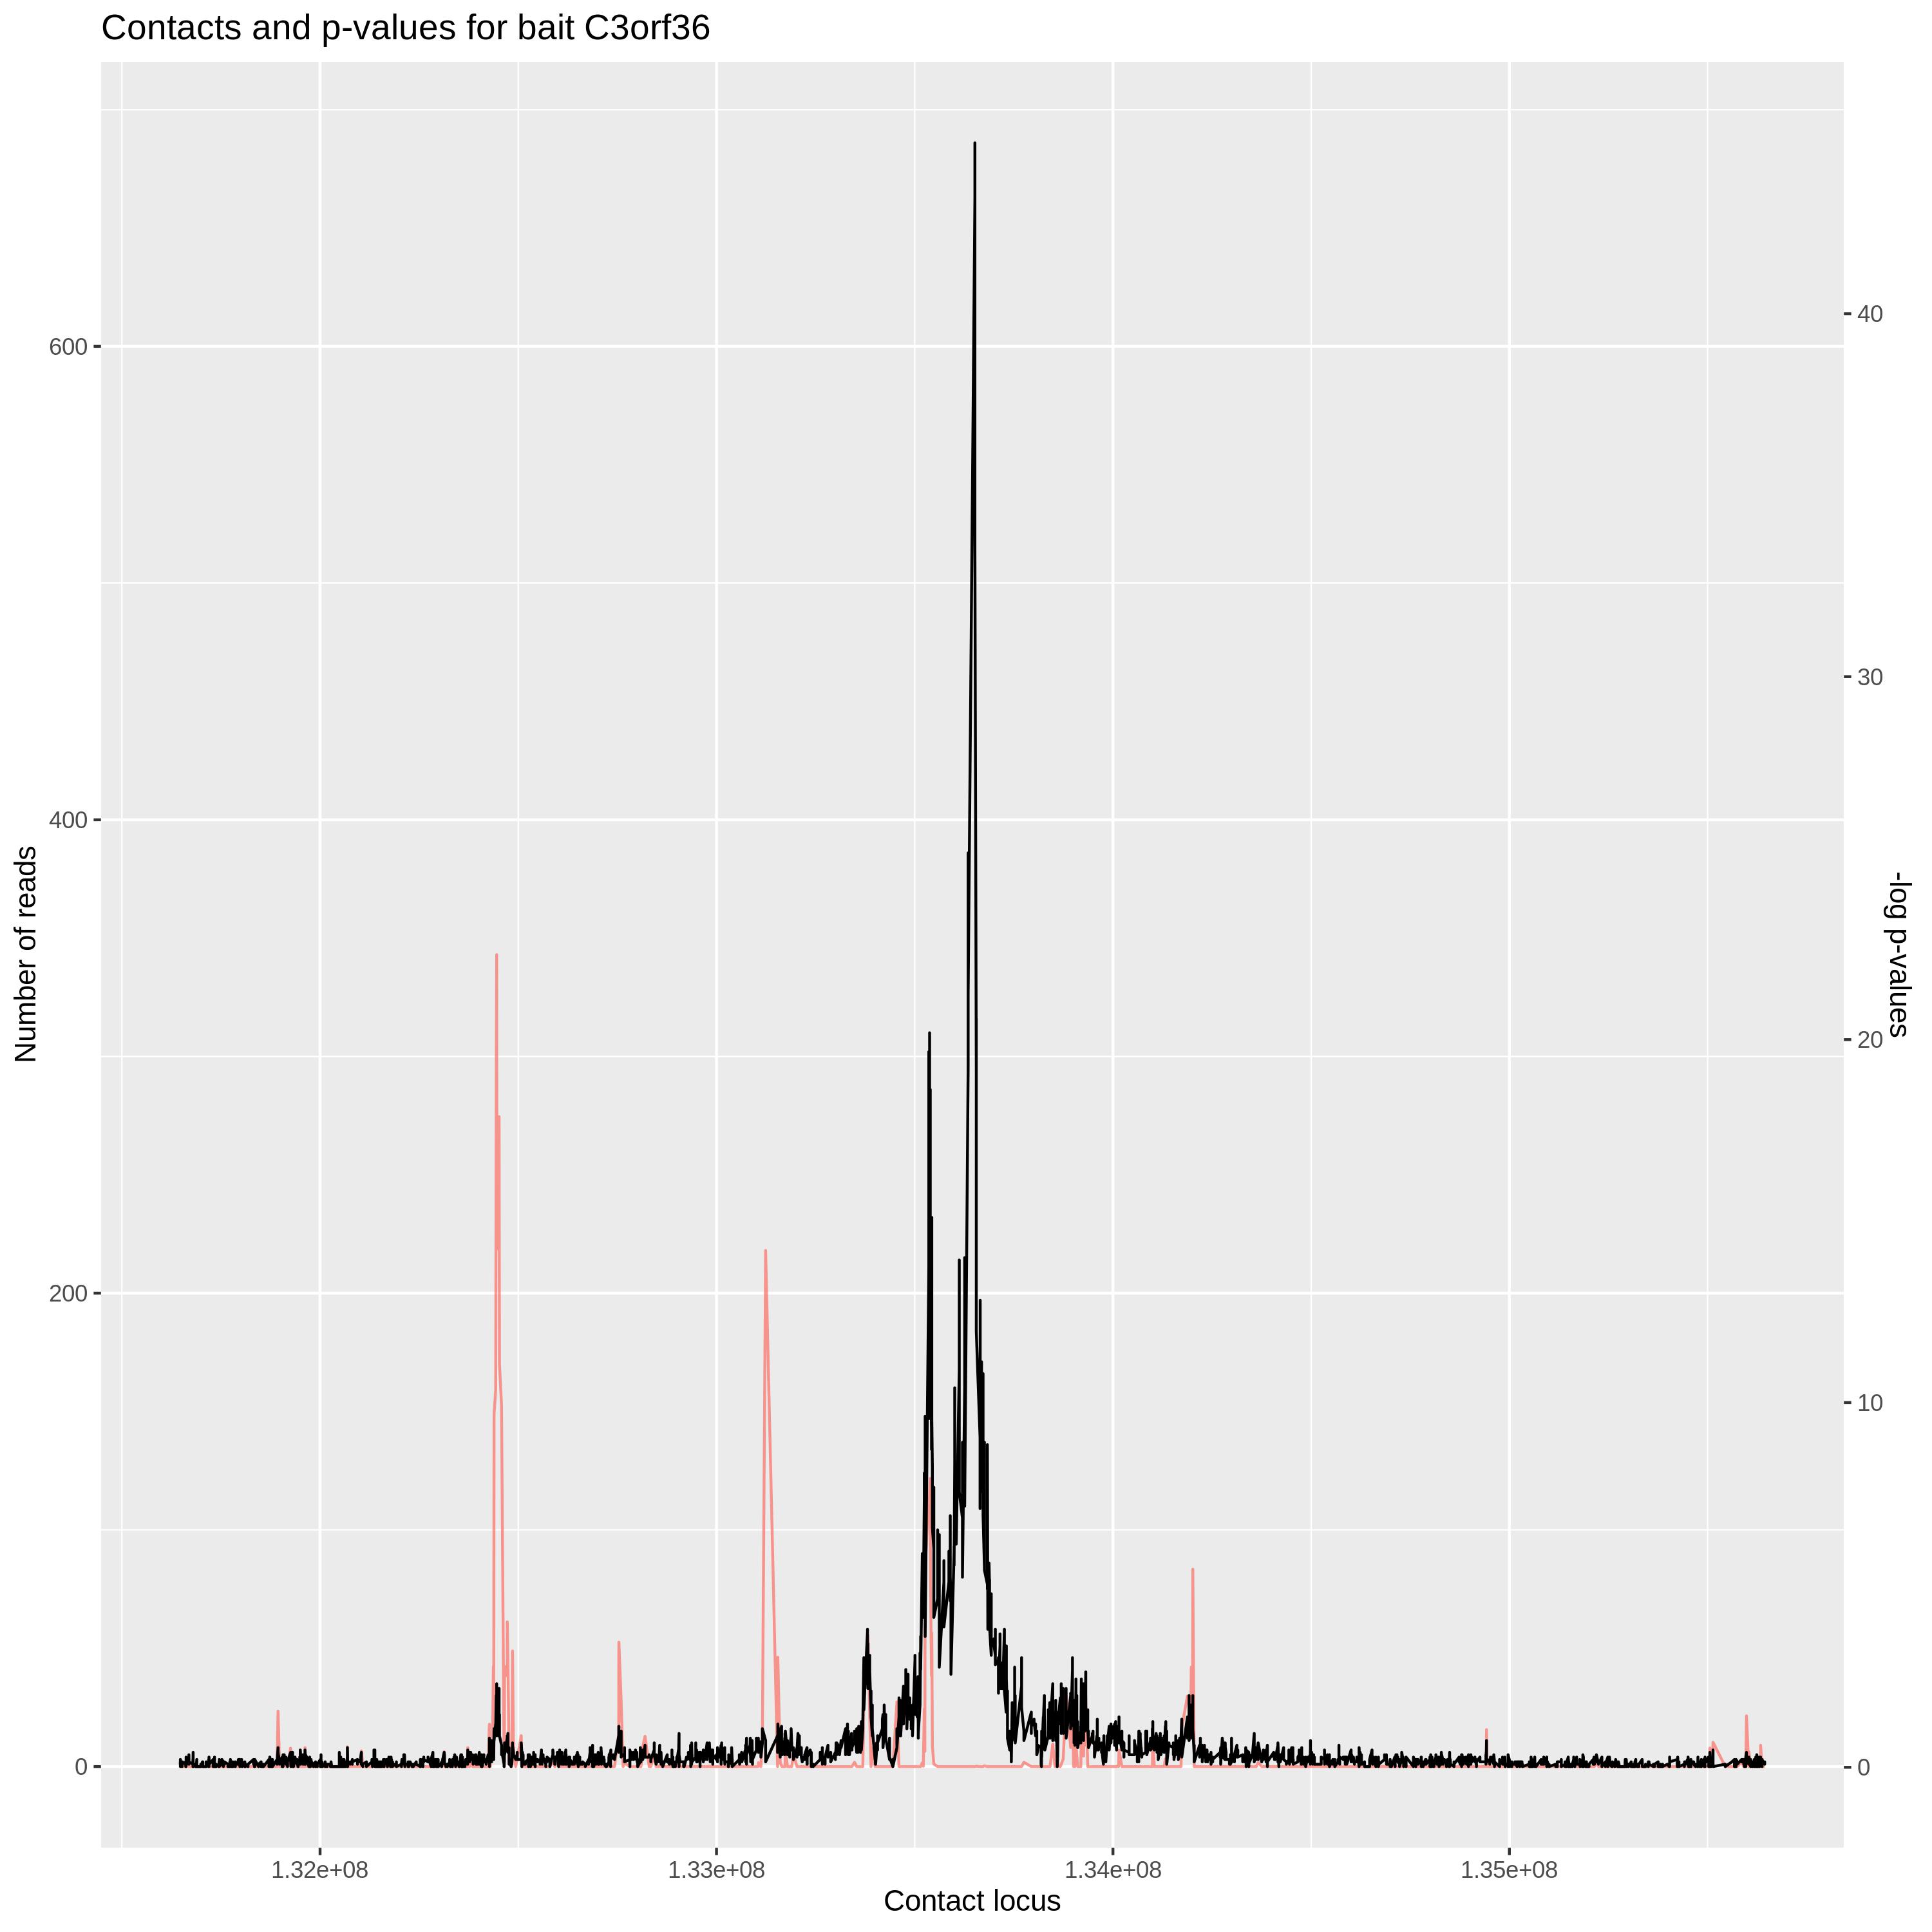 Contacts and p-values for bait C3orf36
Number of reads
600
400
200
0
-log p-values
40
30
20
10
0
1.32e+08
1.33e+08
1.34e+08
1.35e+08
Contact locus